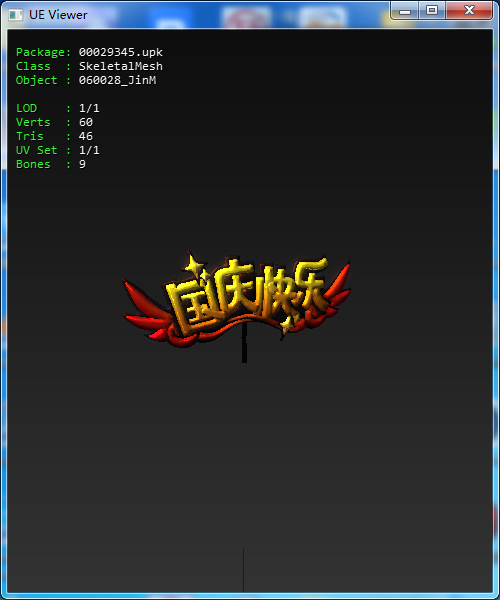 UE Viewer
Package: 00029345.upk
Class : SkeletalMesh
Object : 060028_JinM
LOD : 1/1
Verts : 60
Tris : 46
UV Set : 1/1
Bones : 9
国庆快乐